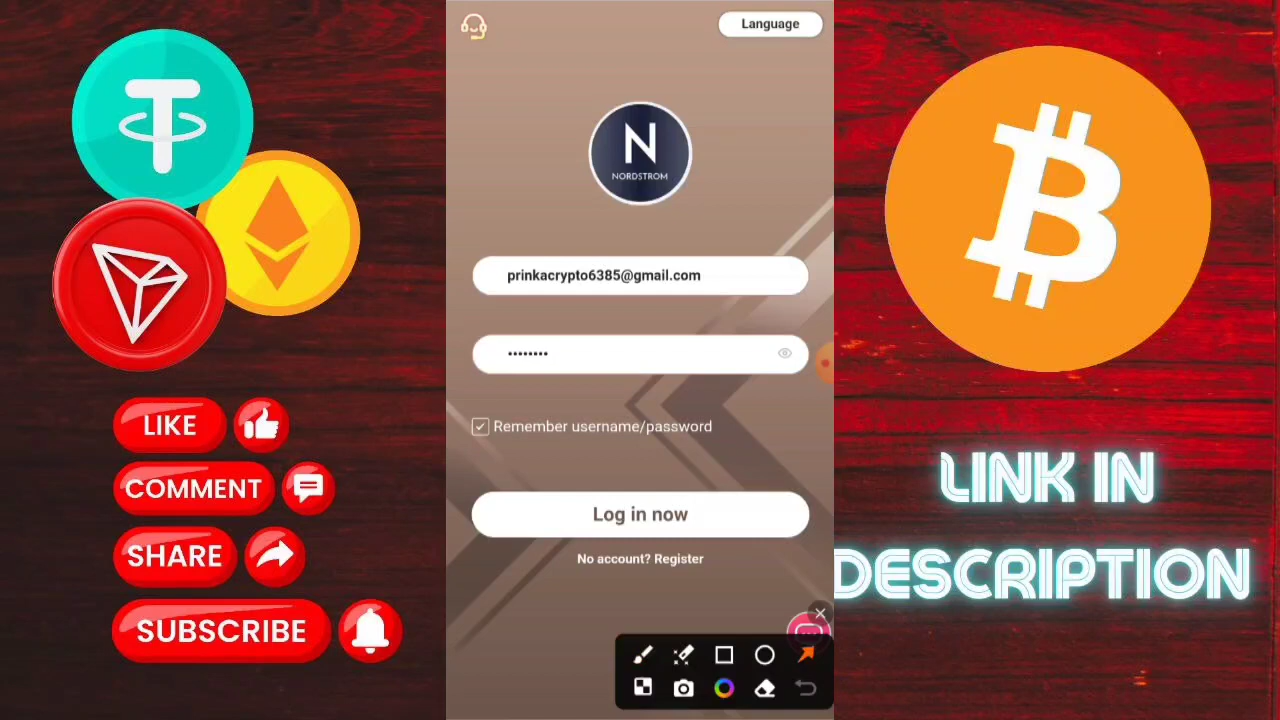 LIKE
COMMENT
SHARE
SUBSCRIBE
Language
N
NORDSTROM
prinkacrypto6385@gmail.com
••••••••
Remember username/password
Log in now
No account? Register
LINK IN
DESCRIPTION